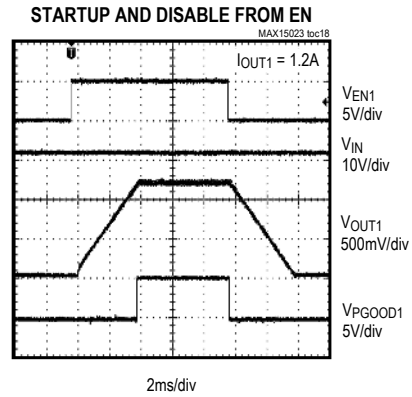 STARTUP AND DISABLE FROM EN
MAX15023 toc18
IOUT1 = 1.2A
VEN1
5V/div
VIN
10V/div
VOUT1
500mV/div
VPGOOD1
5V/div
2ms/div